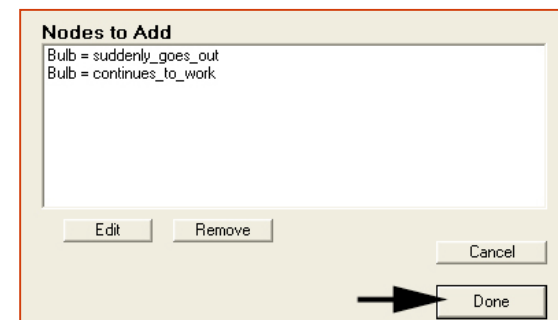 Nodes to Add
Bulb = suddenly_goes_out
Bulb = continues_to_work
Edit
Remove
Cancel
Done